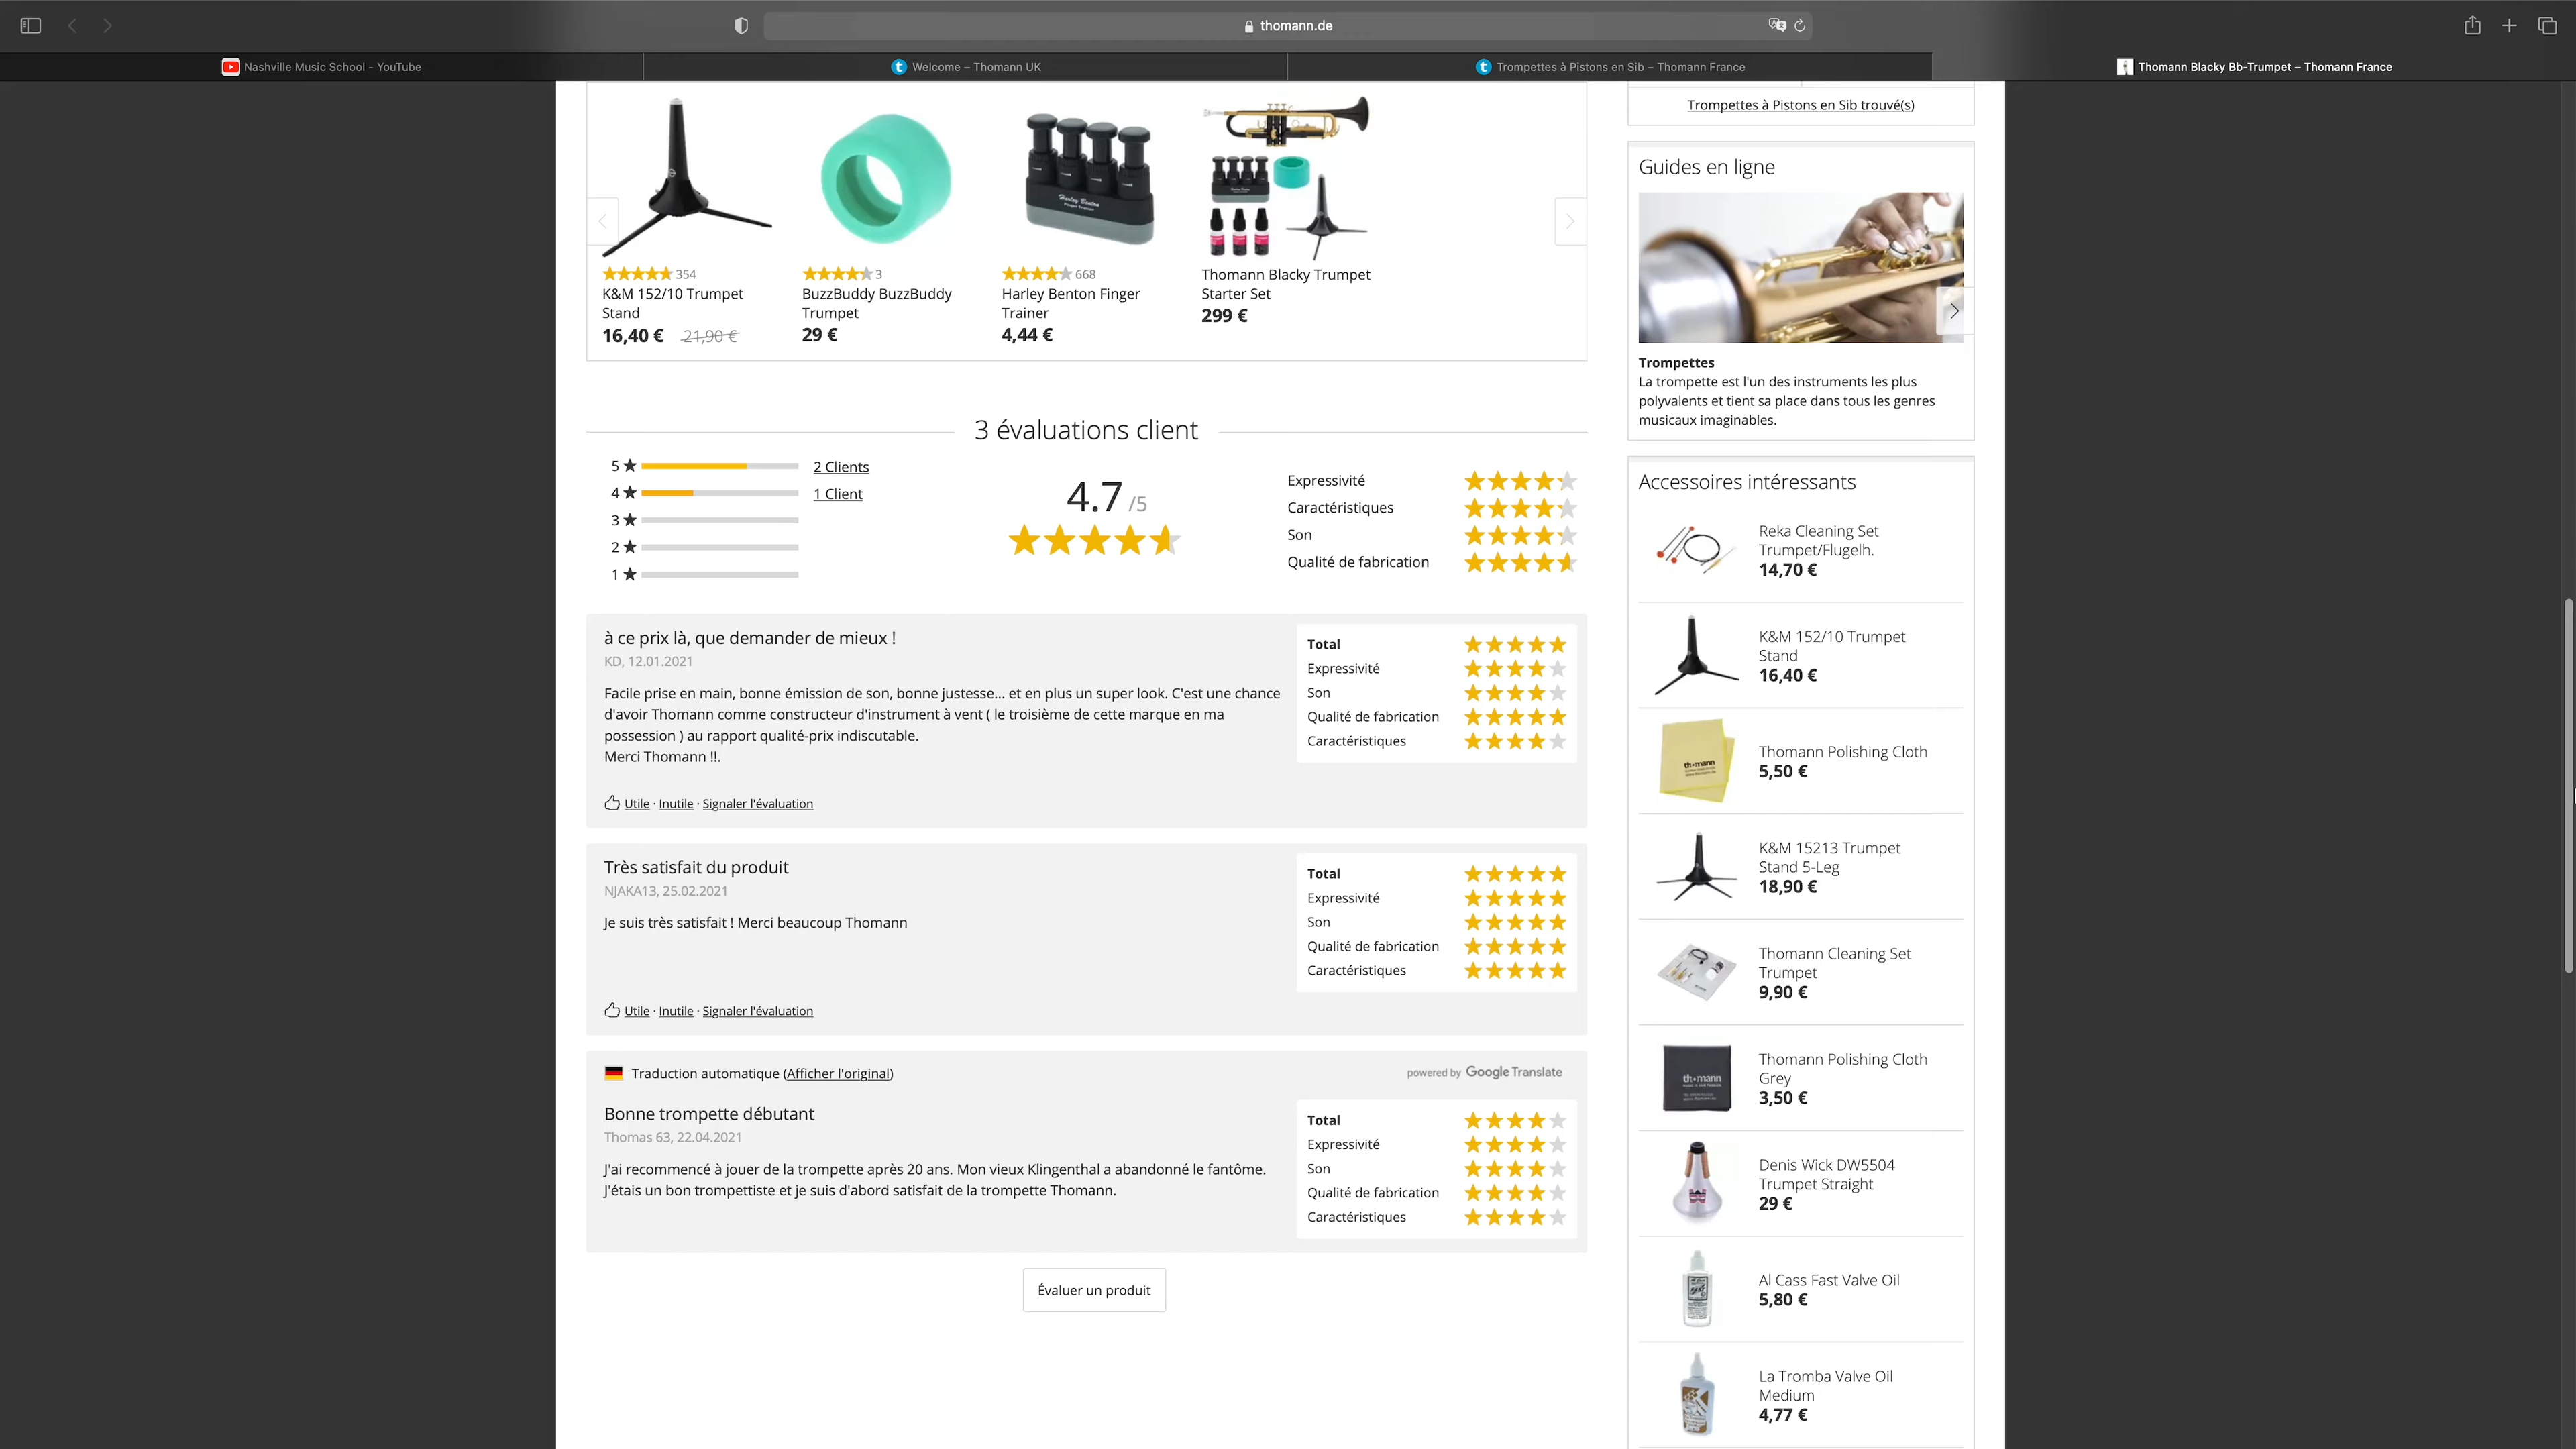 thomann.de
Nashville Music School - YouTube
Welcome – Thomann UK
Trompettes à Pistons en Sib – Thomann France
Thomann Blacky Bb-Trumpet – Thomann France
354
K&M 152/10 Trumpet
Stand
16,40 € 21,90 €
3
BuzzBuddy BuzzBuddy
Trumpet
29 €
Harley Benton
668
Harley Benton Finger
Trainer
4,44 €
Thomann Blacky Trumpet
Starter Set
299 €
3 évaluations client
5 ★ 2 Clients
4 ★ 1 Client
3 ★
2 ★
1 ★
4.7 /5
Expressivité
Caractéristiques
Son
Qualité de fabrication
à ce prix là, que demander de mieux !
KD, 12.01.2021
Facile prise en main, bonne émission de son, bonne justesse... et en plus un super look. C'est une chance
d'avoir Thomann comme constructeur d'instrument à vent ( le troisième de cette marque en ma
possession ) au rapport qualité-prix indiscutable.
Merci Thomann !!.
Utile · Inutile · Signaler l'évaluation
Total
Expressivité
Son
Qualité de fabrication
Caractéristiques
Très satisfait du produit
NJAKA13, 25.02.2021
Je suis très satisfait ! Merci beaucoup Thomann
Utile · Inutile · Signaler l'évaluation
Total
Expressivité
Son
Qualité de fabrication
Caractéristiques
Traduction automatique (Afficher l'original)
powered by Google Translate
Bonne trompette débutant
Thomas 63, 22.04.2021
J'ai recommencé à jouer de la trompette après 20 ans. Mon vieux Klingenthal a abandonné le fantôme.
J'étais un bon trompettiste et je suis d'abord satisfait de la trompette Thomann.
Total
Expressivité
Son
Qualité de fabrication
Caractéristiques
Évaluer un produit
Trompettes à Pistons en Sib trouvé(s)
Guides en ligne
Trompettes
La trompette est l'un des instruments les plus
polyvalents et tient sa place dans tous les genres
musicaux imaginables.
Accessoires intéressants
Reka Cleaning Set
Trumpet/Flugelh.
14,70 €
K&M 152/10 Trumpet
Stand
16,40 €
th•mann
Thomann Polishing Cloth
5,50 €
K&M 15213 Trumpet
Stand 5-Leg
18,90 €
Thomann Cleaning Set
Trumpet
9,90 €
th•mann
Thomann Polishing Cloth
Grey
3,50 €
Denis Wick DW5504
Trumpet Straight
29 €
Al Cass Fast Valve Oil
5,80 €
La Tromba Valve Oil
Medium
4,77 €